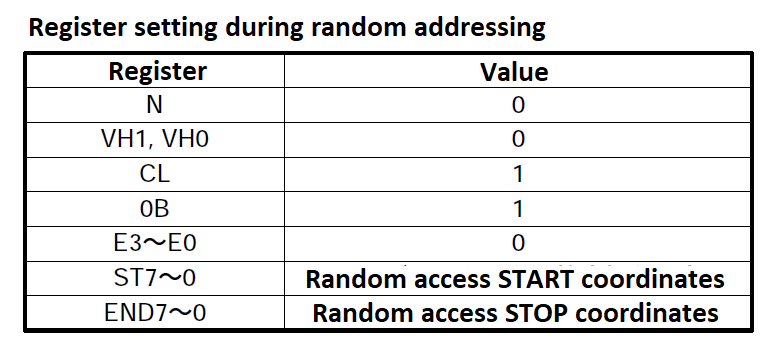 Register setting during random addressing
Register Value
N 0
VH1, VH0 0
CL 1
0B 1
E3～E0 0
ST7～0 Random access START coordinates
END7～0 Random access STOP coordinates